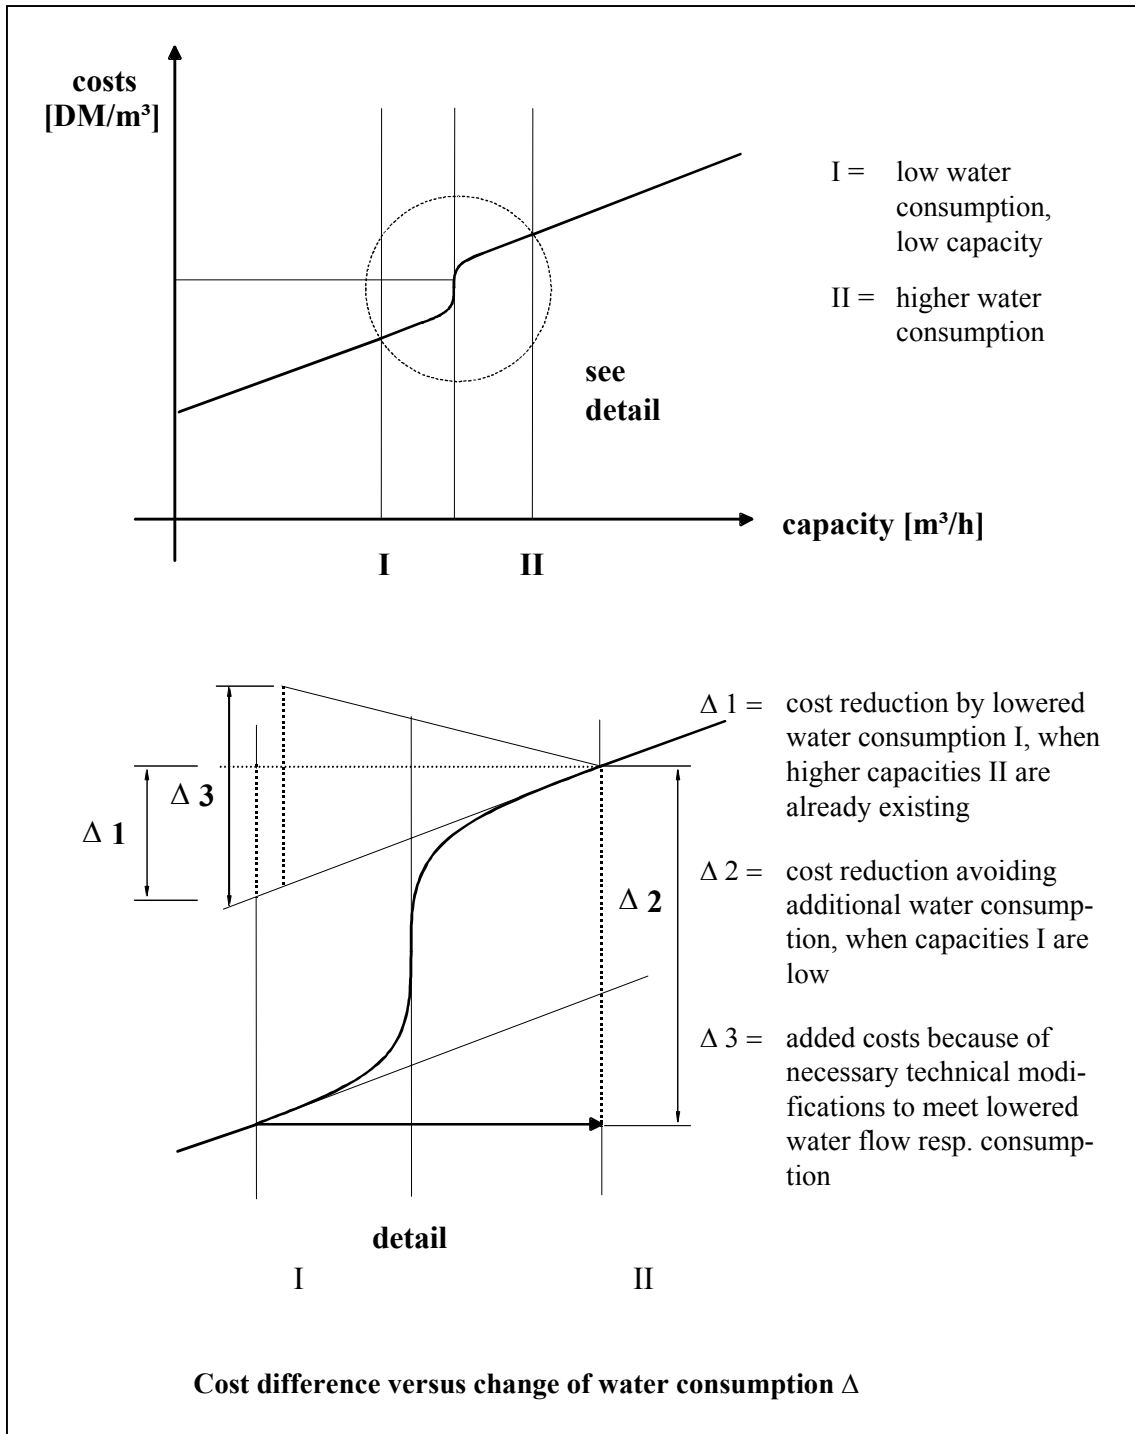 costs
[DM/m³]
I = low water
consumption,
low capacity
II = higher water
consumption
see
detail
capacity [m³/h]
I II
Δ 1 = cost reduction by lowered
water consumption I, when
higher capacities II are
already existing
Δ 3
Δ 1
Δ 2
Δ 2 = cost reduction avoiding
additional water consump-
tion, when capacities I are
low
Δ 3 = added costs because of
necessary technical modi-
fications to meet lowered
water flow resp. consump-
tion
detail
I II
Cost difference versus change of water consumption Δ